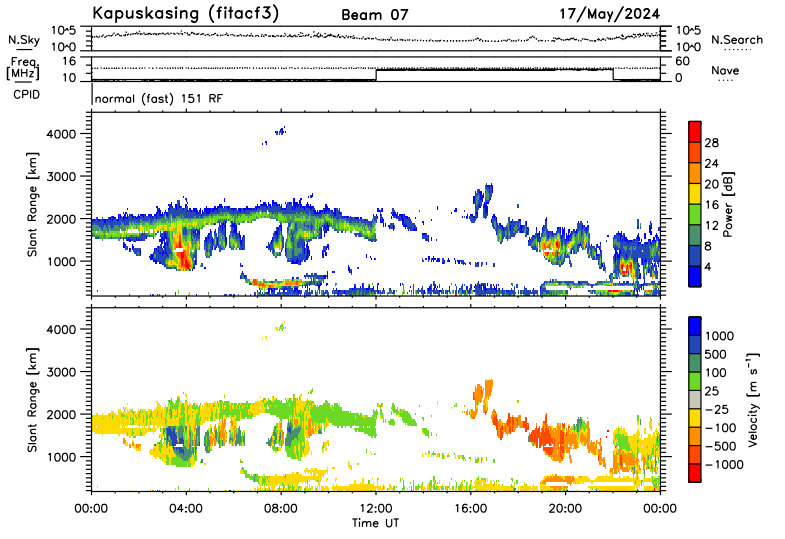 Kapuskasing (fitacf3) Beam 07 17/May/2024
N.Sky 10^5 10^0 10^5 10^0 N.Search
Freq. [MHz] 16 10 60 0 Nave
CPID normal (fast) 151 RF
Slant Range [km] 4000 3000 2000 1000
28 24 20 16 12 8 4 Power [dB]
Slant Range [km] 4000 3000 2000 1000
1000 500 100 25 −25 −100 −500 −1000 Velocity [m s⁻¹]
00:00 04:00 08:00 12:00 16:00 20:00 00:00
Time UT